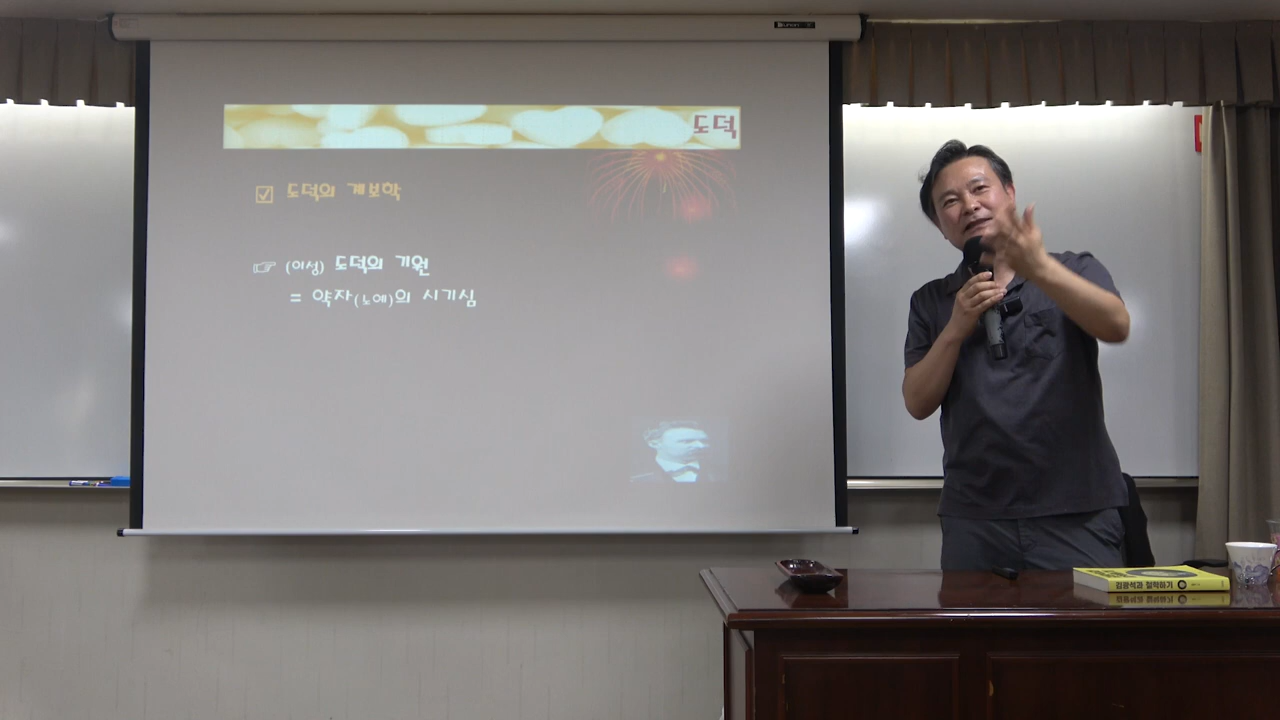 도덕
도덕의 계보학
(이성) 도덕의 기원
= 약자(노예)의 시기심
김광석과 철학하기